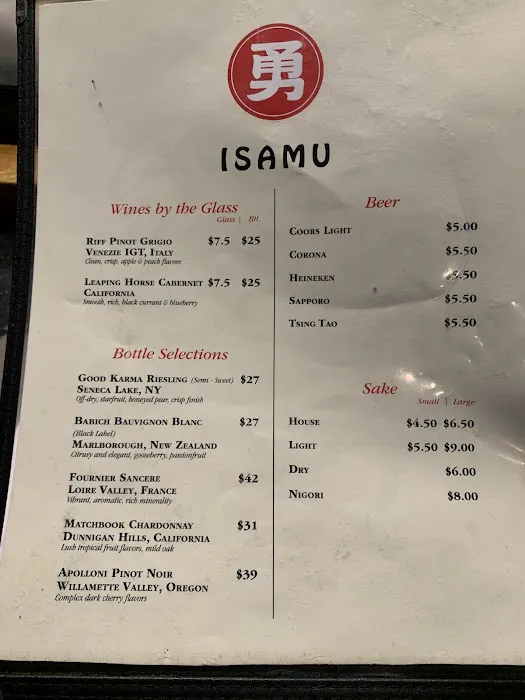 勇
ISAMU
Wines by the Glass
Glass | Btl.
RIFF PINOT GRIGIO $7.5 $25
VENEZIE IGT, ITALY
Clean, crisp, apple & peach flavors
LEAPING HORSE CABERNET $7.5 $25
CALIFORNIA
Smooth, rich, black currant & blueberry
Bottle Selections
GOOD KARMA RIESLING (Semi - Sweet) $27
SENECA LAKE, NY
Off-dry, starfruit, honeyed pear, crisp finish
BABICH BAUVIGNON BLANC $27
(Black Label)
MARLBOROUGH, NEW ZEALAND
Citrusy and elegant, gooseberry, passionfruit
FOURNIER SANCERE $42
LOIRE VALLEY, FRANCE
Vibrant, aromatic, rich minerality
MATCHBOOK CHARDONNAY $31
DUNNIGAN HILLS, CALIFORNIA
Lush tropical fruit flavors, mild oak
APOLLONI PINOT NOIR $39
WILLAMETTE VALLEY, OREGON
Complex dark cherry flavors
Beer
COORS LIGHT $5.00
CORONA $5.50
HEINEKEN $5.50
SAPPORO $5.50
TSING TAO $5.50
Sake
Small | Large
HOUSE $4.50 $6.50
LIGHT $5.50 $9.00
DRY $6.00
NIGORI $8.00